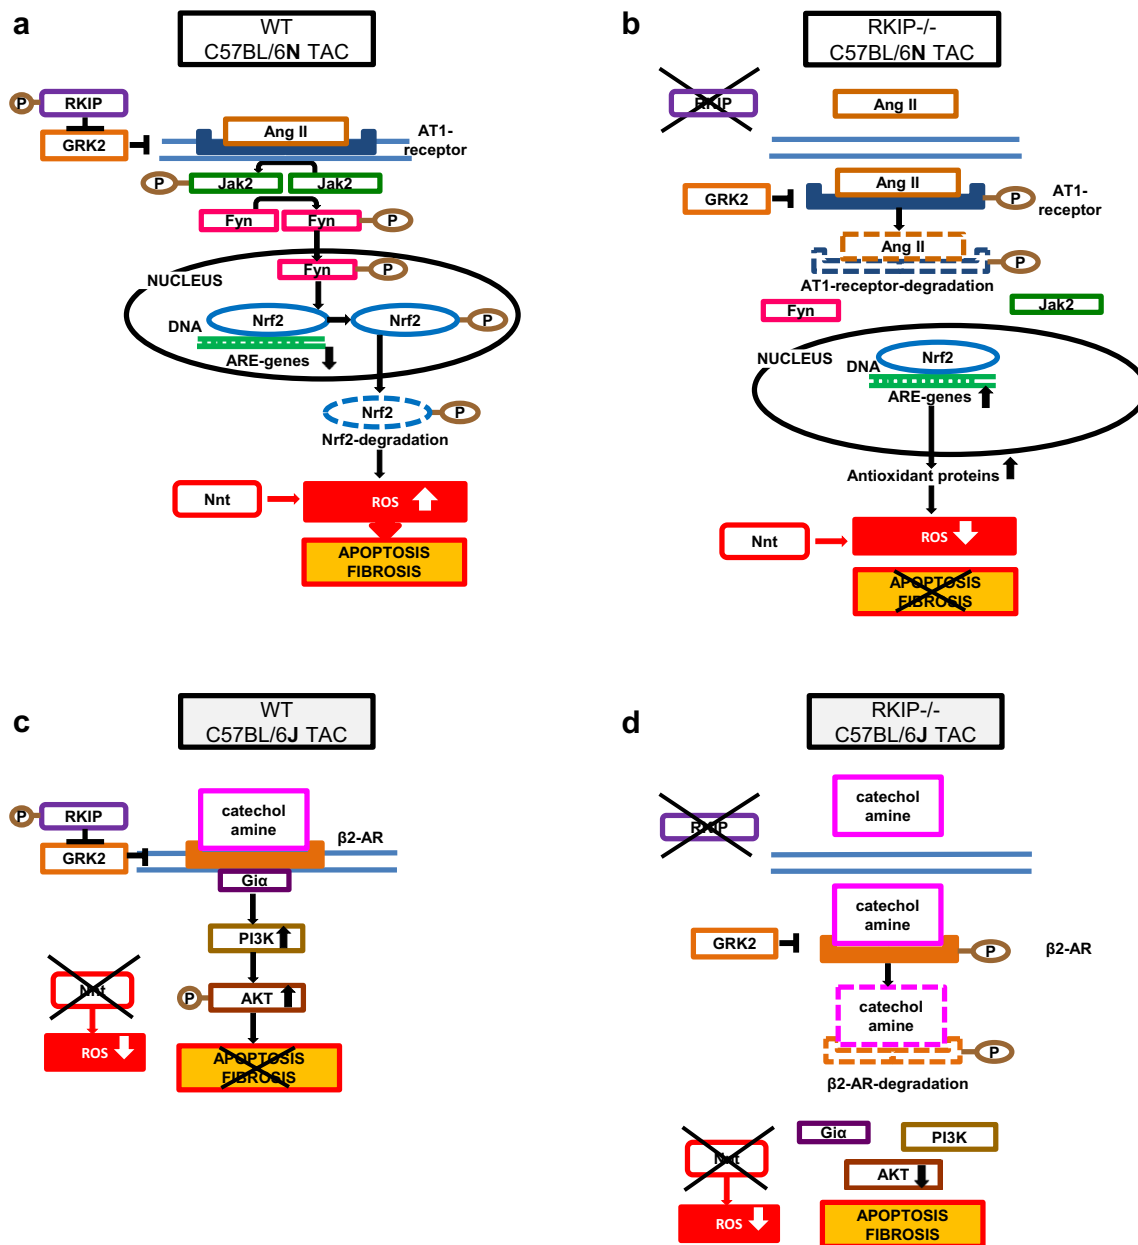 a
WT
C57BL/6N TAC
P
RKIP
GRK2
Ang II
AT1-
receptor
P
Jak2
Jak2
Fyn
Fyn
P
Fyn
P
NUCLEUS
DNA
Nrf2
Nrf2
P
ARE-genes
Nrf2
P
Nrf2-degradation
Nnt
ROS
APOPTOSIS
FIBROSIS
b
RKIP-/-
C57BL/6N TAC
RKIP
Ang II
GRK2
Ang II
P
AT1-
receptor
Ang II
P
AT1-receptor-degradation
Fyn
Jak2
NUCLEUS
DNA
Nrf2
ARE-genes
Antioxidant proteins
Nnt
ROS
APOPTOSIS
FIBROSIS
c
WT
C57BL/6J TAC
P
RKIP
GRK2
catechol
amine
β2-AR
Giα
PI3K
P
AKT
Nnt
ROS
APOPTOSIS
FIBROSIS
d
RKIP-/-
C57BL/6J TAC
RKIP
catechol
amine
GRK2
catechol
amine
P
β2-AR
catechol
amine
P
β2-AR-degradation
Giα
PI3K
Nnt
AKT
ROS
APOPTOSIS
FIBROSIS